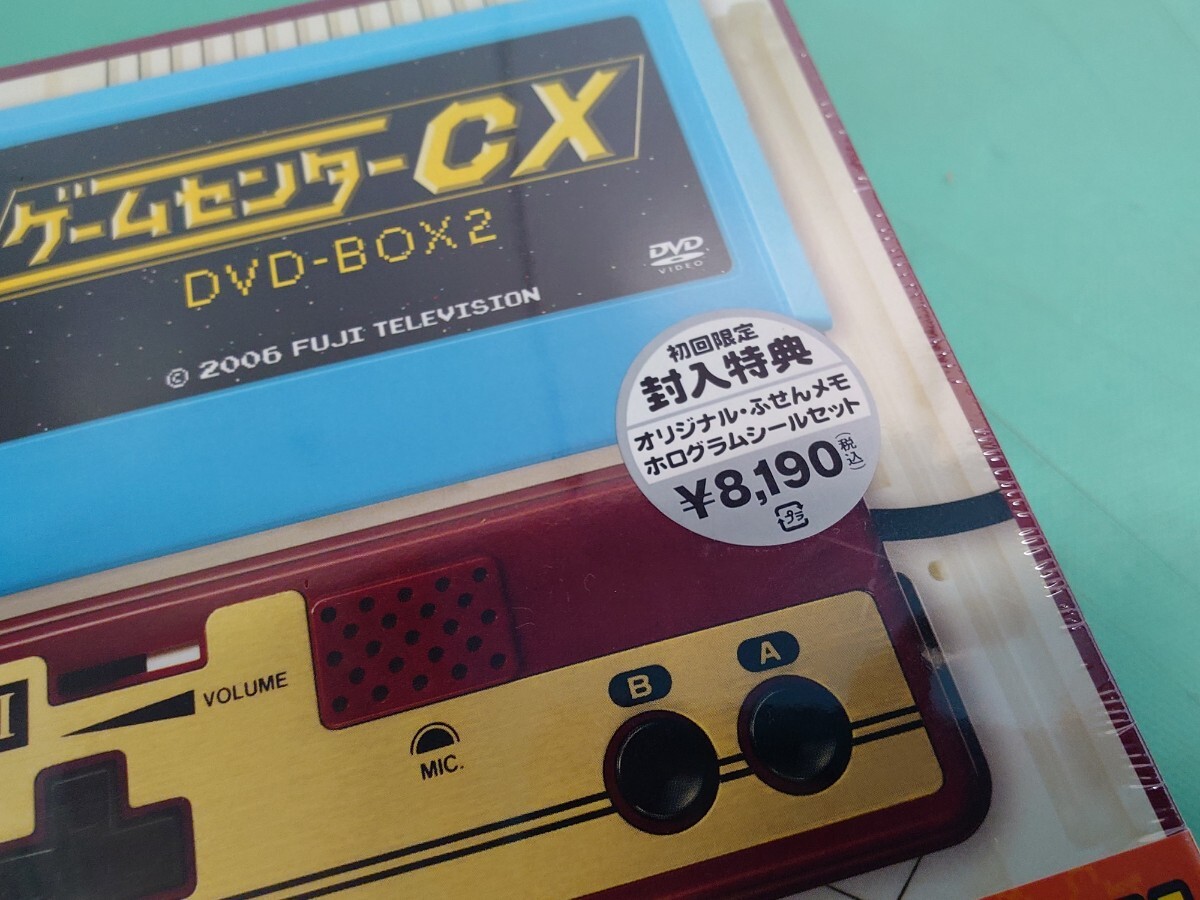 ゲームセンターCX
DVD-BOX2
DVD
VIDEO
© 2006 FUJI TELEVISION
初回限定
封入特典
オリジナル・ふせんメモ
ホログラムシールセット
¥8,190(税込)
プラ
I
VOLUME
MIC.
B
A